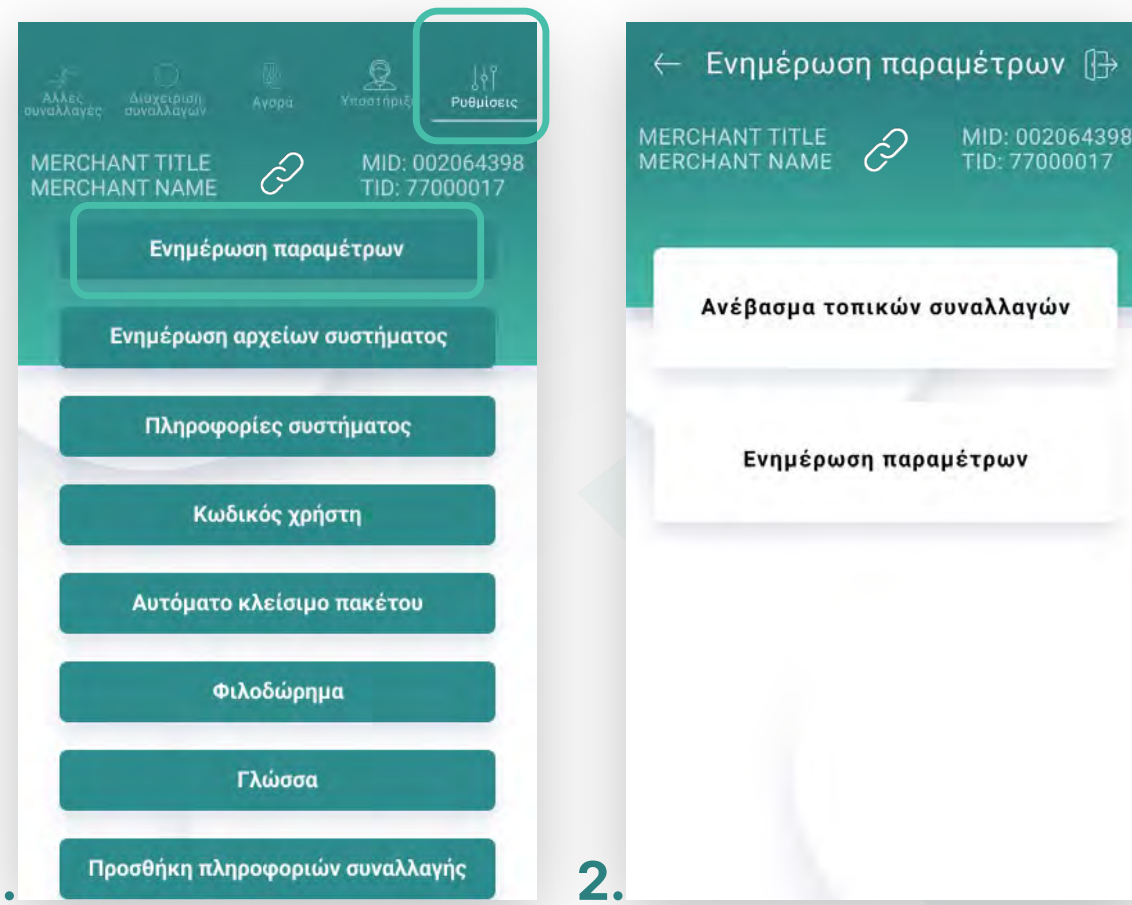 Άλλες
συναλλαγές
Διαχείριση
συναλλαγών
Αγορά
Υποστήριξη
Ρυθμίσεις
MERCHANT TITLE
MERCHANT NAME
MID: 002064398
TID: 77000017
Ενημέρωση παραμέτρων
Ενημέρωση αρχείων συστήματος
Πληροφορίες συστήματος
Κωδικός χρήστη
Αυτόματο κλείσιμο πακέτου
Φιλοδώρημα
Γλώσσα
Προσθήκη πληροφοριών συναλλαγής
.
2.
← Ενημέρωση παραμέτρων
MERCHANT TITLE
MERCHANT NAME
MID: 002064398
TID: 77000017
Ανέβασμα τοπικών συναλλαγών
Ενημέρωση παραμέτρων